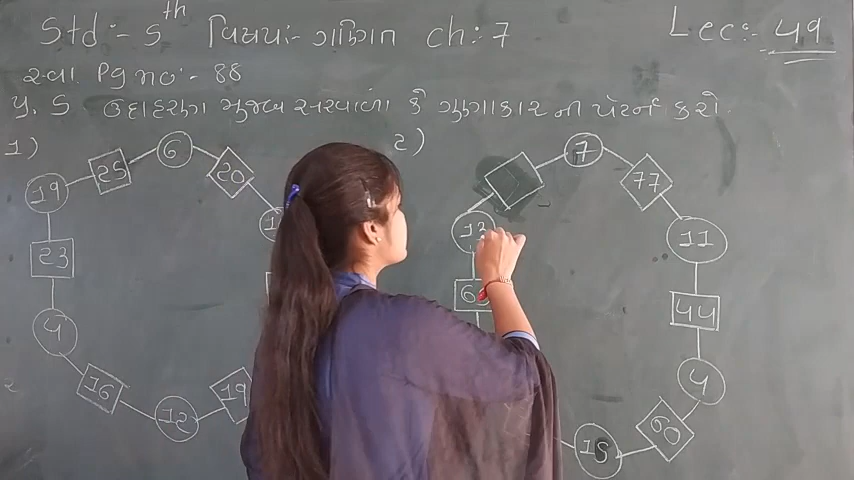 Std:- 5th વિષય:- ગણિત ch:7 Lec:- 49
સ્વા. Pg no:- 88
પ્ર. 5 ઉદાહરણ મુજબ સરવાળા કે ગુણાકાર ની પેટર્ન કરો.
1) 2)
6 7
25 20 77
19 13 11
23 44
4 4
16 19 60
12 15